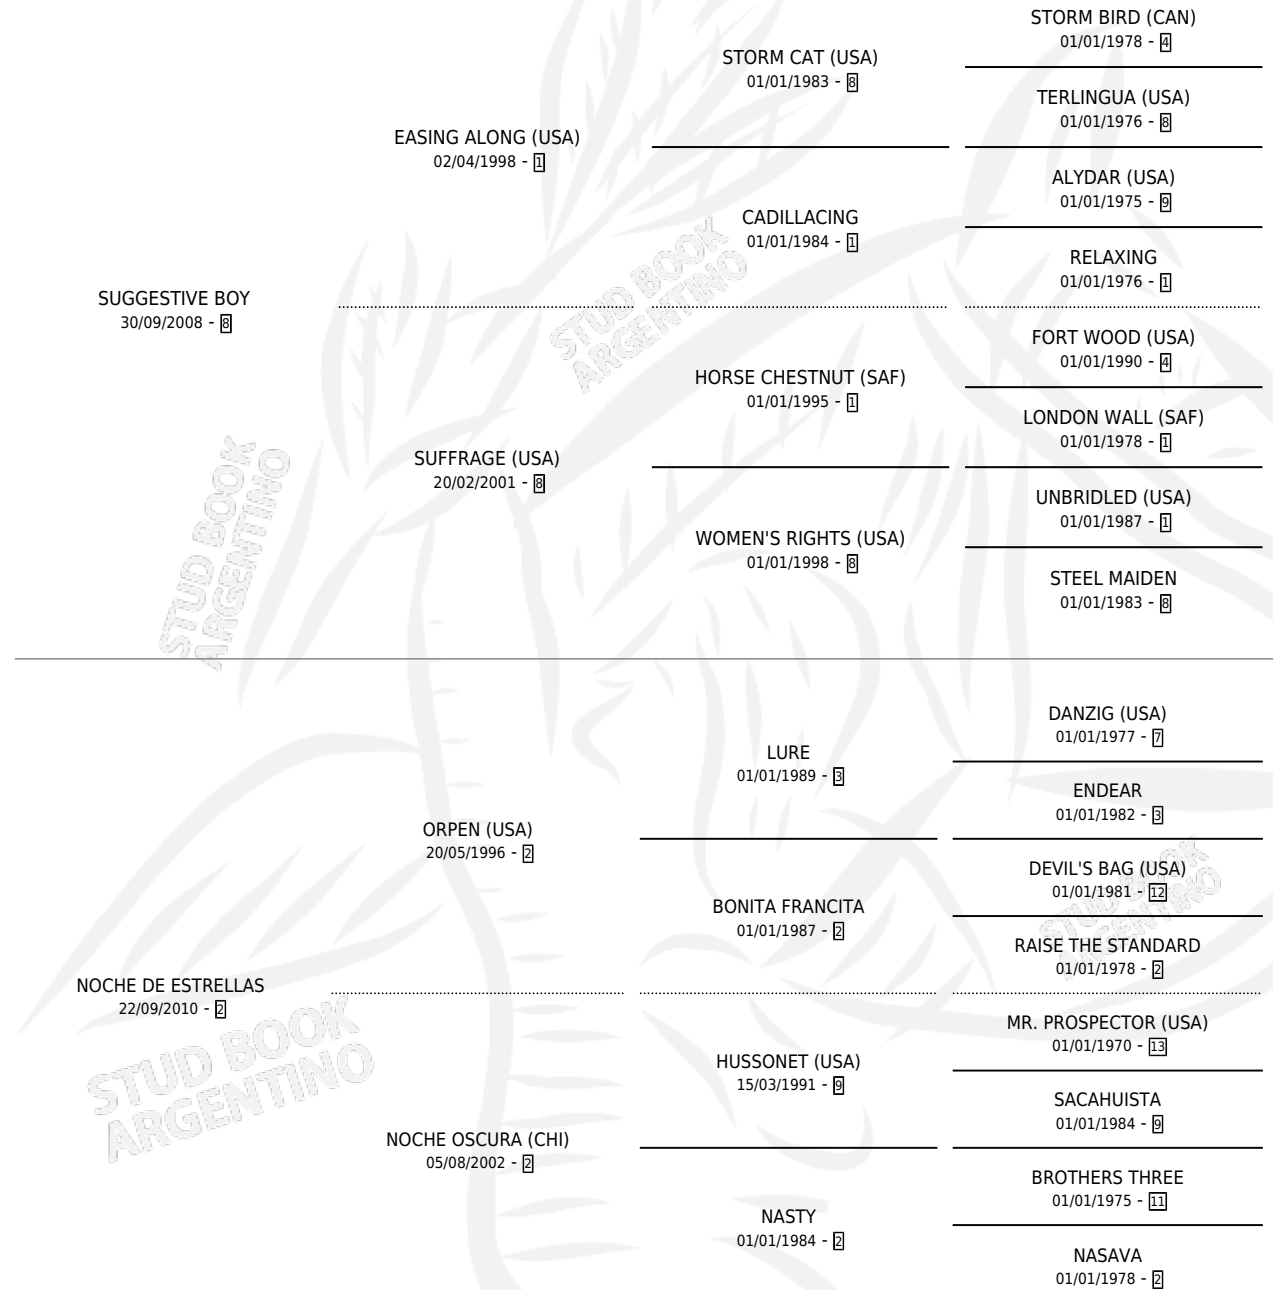 STORM BIRD (CAN)
01/01/1978 - 4
STORM CAT (USA)
01/01/1983 - 8
TERLINGUA (USA)
01/01/1976 - 8
EASING ALONG (USA)
02/04/1998 - 1
ALYDAR (USA)
01/01/1975 - 9
CADILLACING
01/01/1984 - 1
RELAXING
01/01/1976 - 1
SUGGESTIVE BOY
30/09/2008 - 8
FORT WOOD (USA)
01/01/1990 - 4
HORSE CHESTNUT (SAF)
01/01/1995 - 1
LONDON WALL (SAF)
01/01/1978 - 1
SUFFRAGE (USA)
20/02/2001 - 8
UNBRIDLED (USA)
01/01/1987 - 1
WOMEN'S RIGHTS (USA)
01/01/1998 - 8
STEEL MAIDEN
01/01/1983 - 8
STUD BOOK
ARGENTINO
STUD BOOK
ARGENTINO
DANZIG (USA)
01/01/1977 - 7
LURE
01/01/1989 - 3
ENDEAR
01/01/1982 - 3
ORPEN (USA)
20/05/1996 - 2
DEVIL'S BAG (USA)
01/01/1981 - 12
BONITA FRANCITA
01/01/1987 - 2
RAISE THE STANDARD
01/01/1978 - 2
NOCHE DE ESTRELLAS
22/09/2010 - 2
MR. PROSPECTOR (USA)
01/01/1970 - 13
HUSSONET (USA)
15/03/1991 - 9
SACAHUISTA
01/01/1984 - 9
NOCHE OSCURA (CHI)
05/08/2002 - 2
BROTHERS THREE
01/01/1975 - 11
NASTY
01/01/1984 - 2
NASAVA
01/01/1978 - 2
STUD BOOK
ARGENTINO
STUD BOOK
ARGENTINO